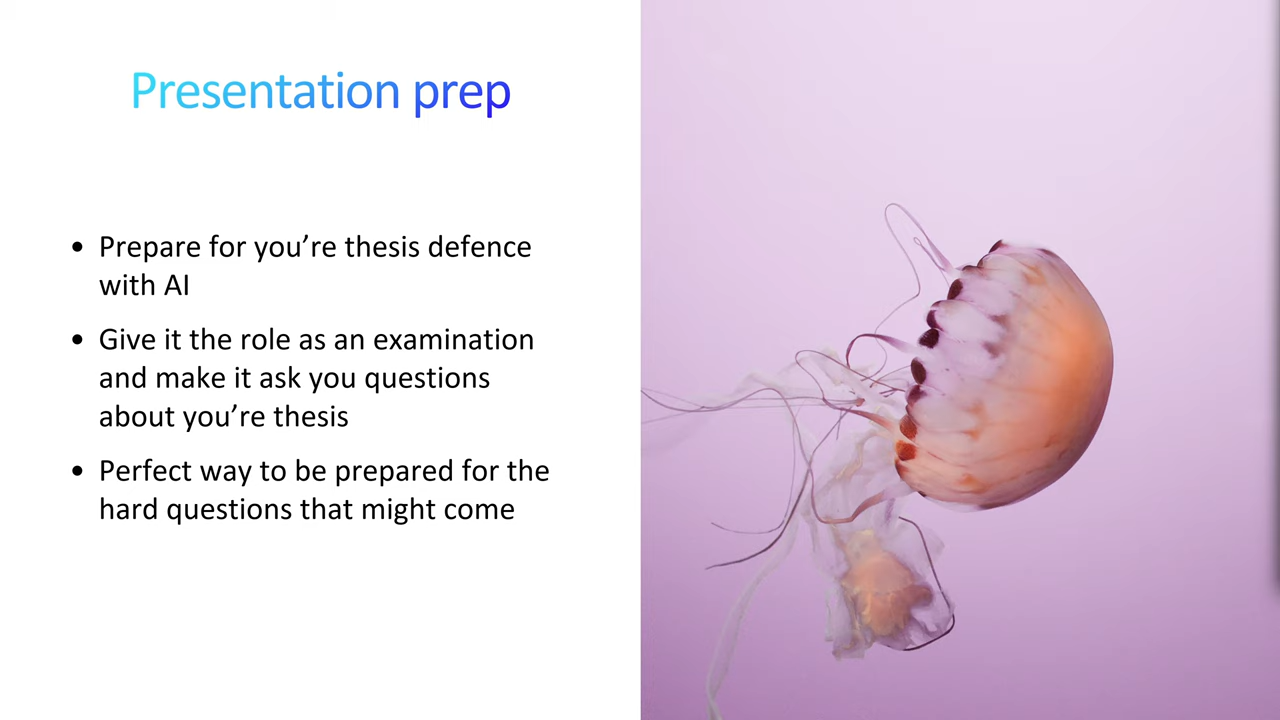 Presentation prep
• Prepare for you’re thesis defence
with AI
• Give it the role as an examination
and make it ask you questions
about you’re thesis
• Perfect way to be prepared for the
hard questions that might come